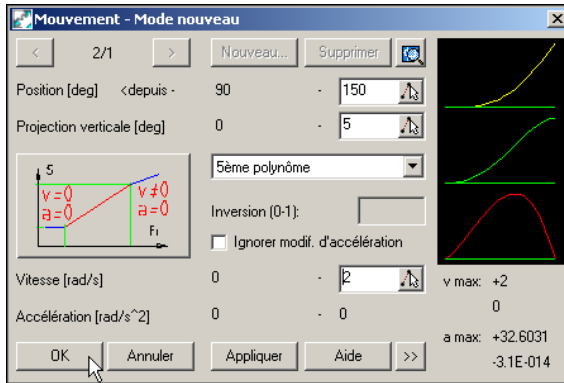 Mouvement - Mode nouveau
< 2/1 > Nouveau... Supprimer
Position [deg] <depuis - 90 - 150
Projection verticale [deg] 0 - 5
5ème polynôme
S
v=0 v≠0
a=0 a=0
Fi
Inversion (0-1):
Ignorer modif. d'accélération
Vitesse [rad/s] 0 - 2
Accélération [rad/s^2] 0 - 0
OK Annuler Appliquer Aide >>
v max: +2
0
a max: +32.6031
-3.1E-014